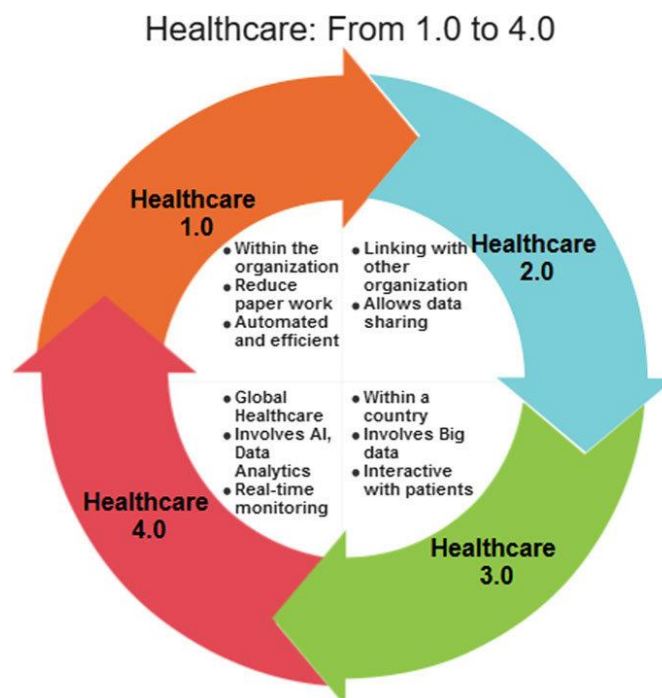 Healthcare: From 1.0 to 4.0
Healthcare
1.0
• Within the
organization
• Reduce
paper work
• Automated
and efficient
• Linking with
other
organization
• Allows data
sharing
Healthcare
2.0
• Global
Healthcare
• Involves AI,
Data
Analytics
• Real-time
monitoring
• Within a
country
• Involves Big
data
• Interactive
with patients
Healthcare
4.0
Healthcare
3.0